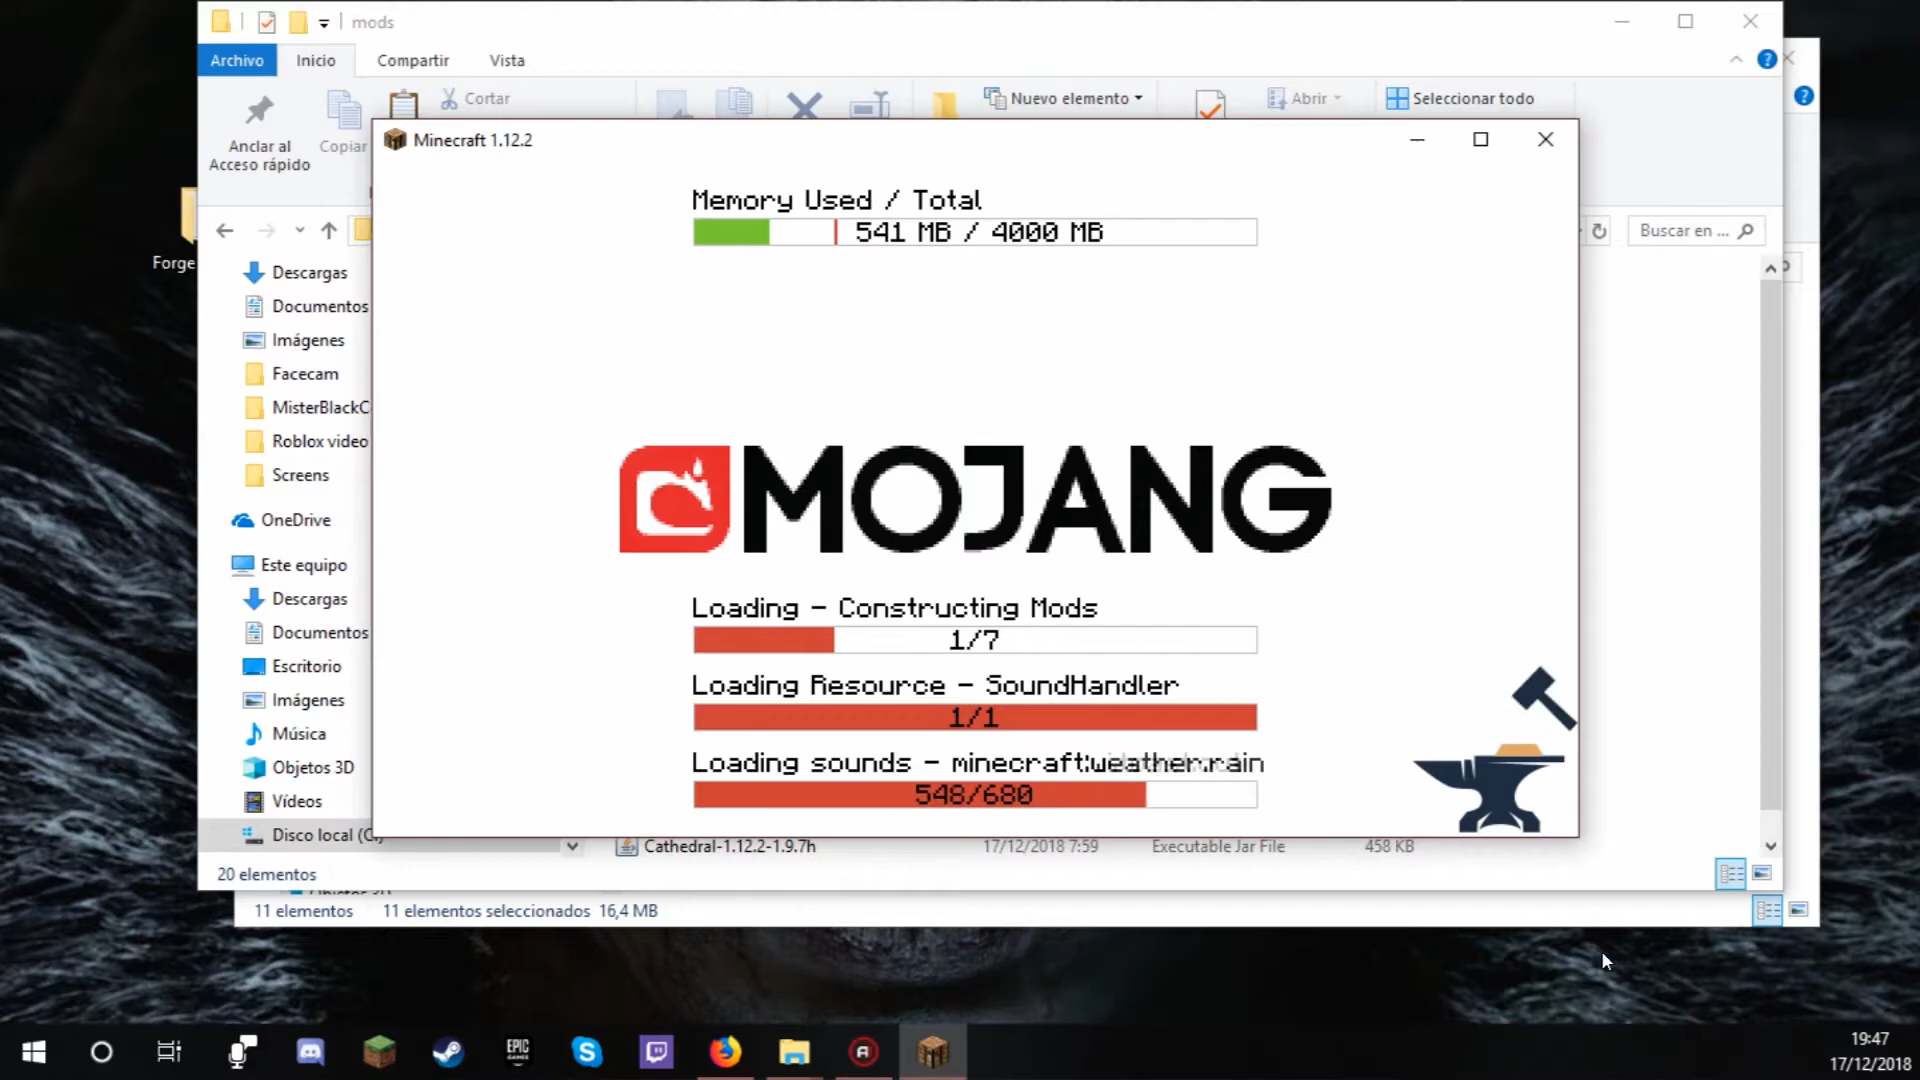 mods
Archivo
Inicio
Compartir
Vista
Cortar
Nuevo elemento
Abrir
Seleccionar todo
Anclar al
Acceso rápido
Copiar
Minecraft 1.12.2
Memory Used / Total
541 MB / 4000 MB
Buscar en ...
Forge
Descargas
Documentos
Imágenes
Facecam
MisterBlackC
Roblox video
Screens
OneDrive
Este equipo
Descargas
Documentos
Escritorio
Imágenes
Música
Objetos 3D
Vídeos
Disco local (C:)
MOJANG
Loading - Constructing Mods
1/7
Loading Resource - SoundHandler
1/1
Loading sounds - minecraft:weather.rain
548/680
Cathedral-1.12.2-1.9.7h 17/12/2018 7:59 Executable Jar File 458 KB
20 elementos
Objetos 3D
11 elementos 11 elementos seleccionados 16,4 MB
EPIC
GAMES
19:47
17/12/2018